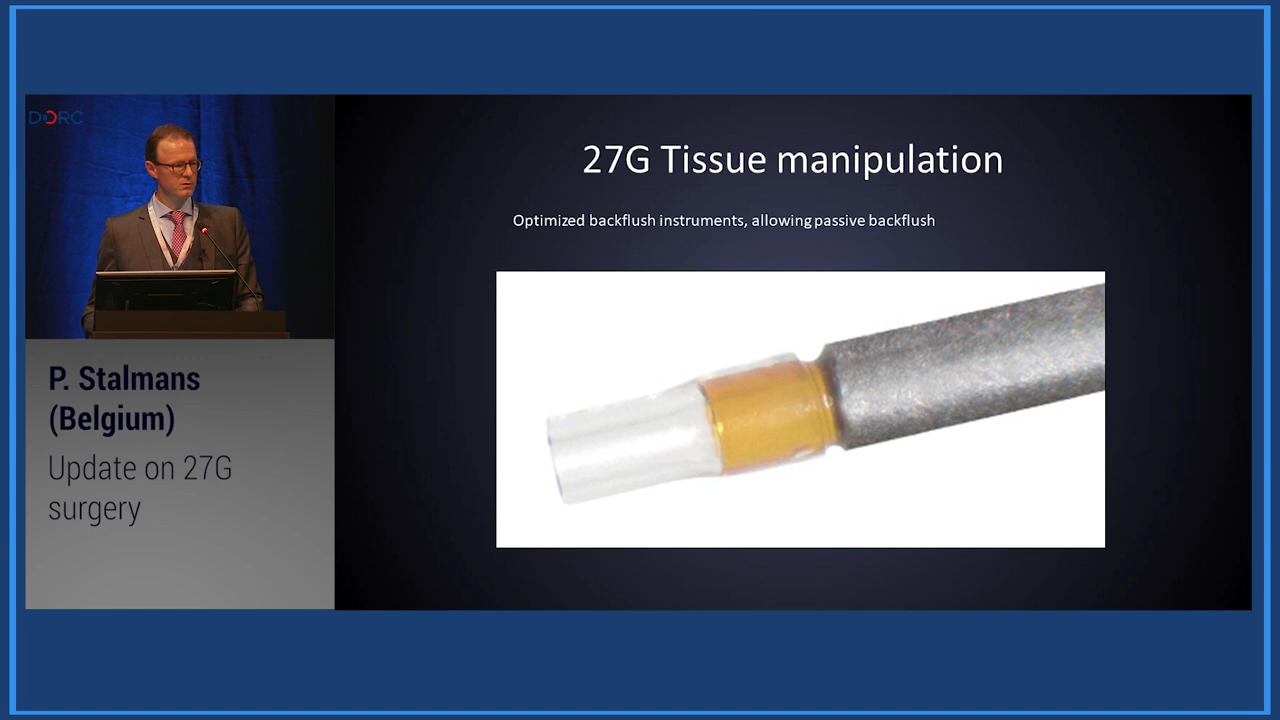 DORC
27G Tissue manipulation
Optimized backflush instruments, allowing passive backflush
P. Stalmans
(Belgium)
Update on 27G
surgery